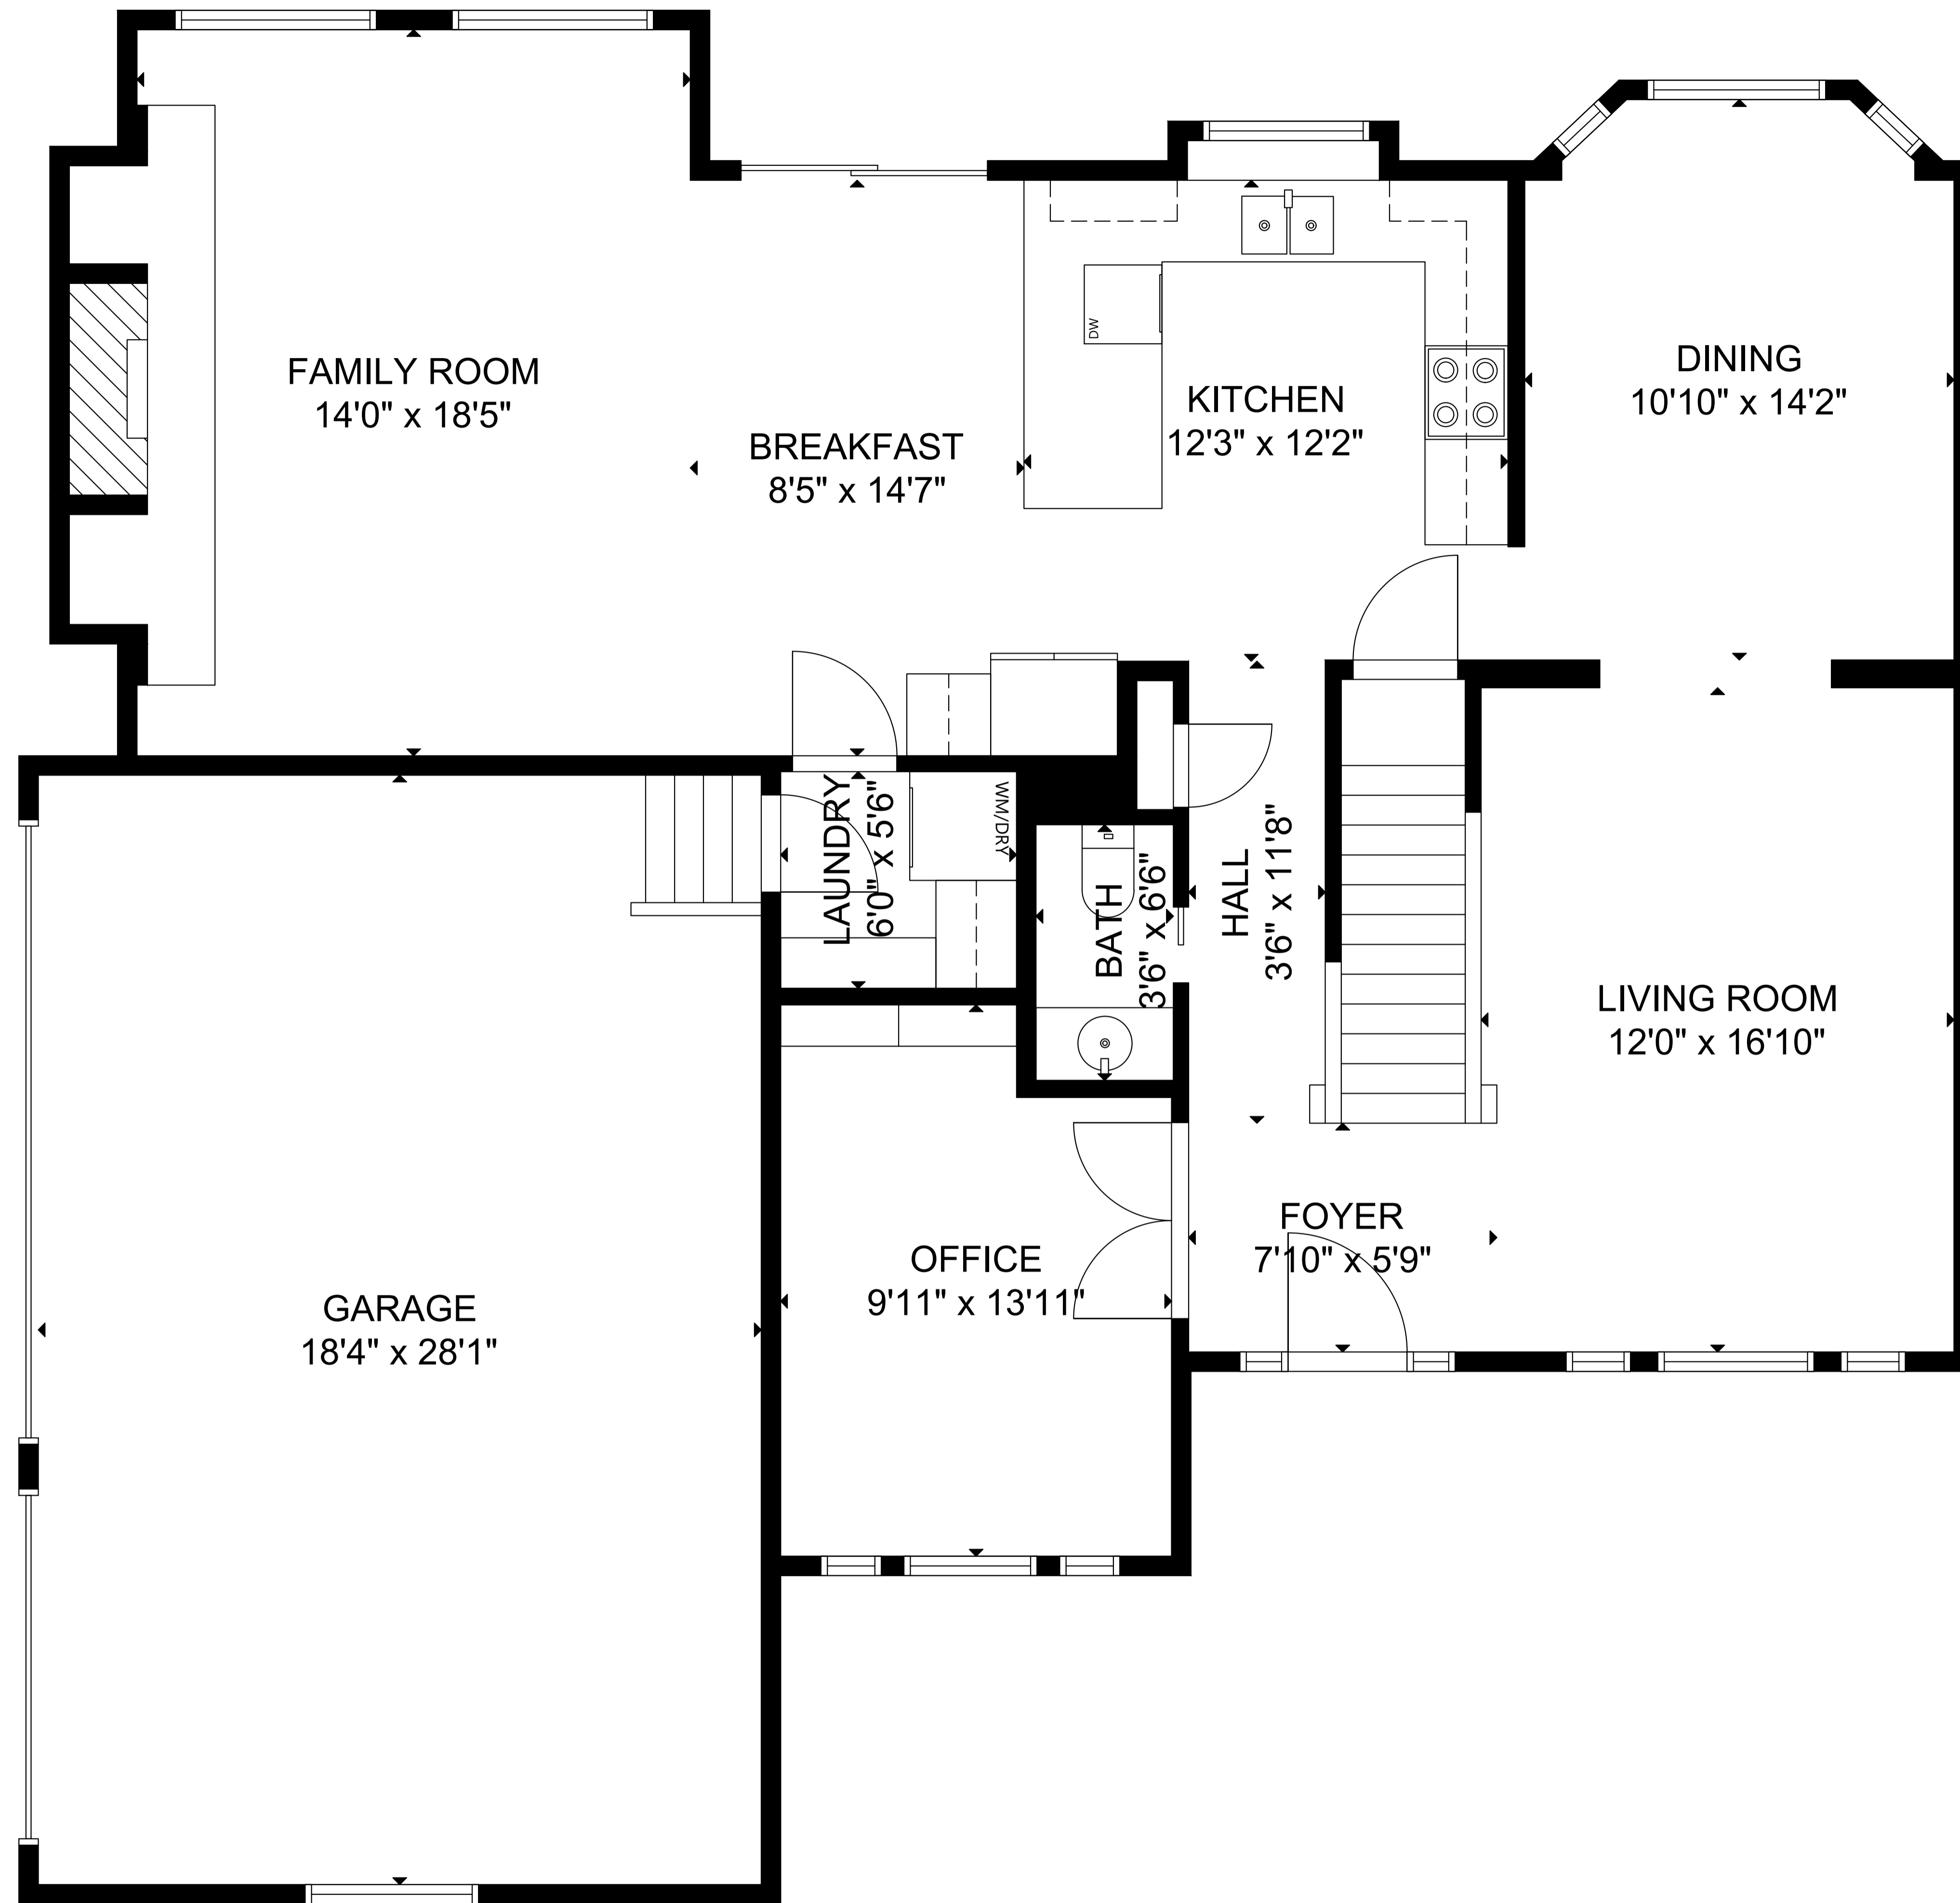 FAMILY ROOM
14'0" x 18'5"
BREAKFAST
8'5" x 14'7"
DW
KITCHEN
12'3" x 12'2"
DINING
10'10" x 14'2"
LAUNDRY
6'0" x 5'6"
WM/DRY
BATH
3'6" x 6'6"
HALL
3'6" x 11'8"
LIVING ROOM
12'0" x 16'10"
FOYER
7'10" x 5'9"
OFFICE
9'11" x 13'11"
GARAGE
18'4" x 28'1"